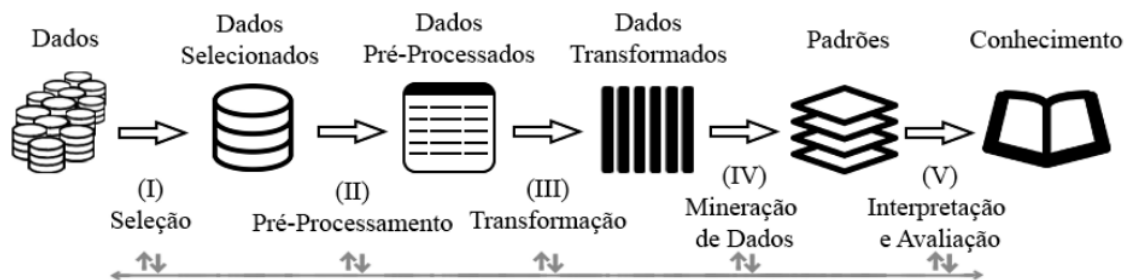 Dados
Dados
Selecionados
Dados
Pré-Processados
Dados
Transformados
Padrões
Conhecimento
(I)
Seleção
(II)
Pré-Processamento
(III)
Transformação
(IV)
Mineração
de Dados
(V)
Interpretação
e Avaliação